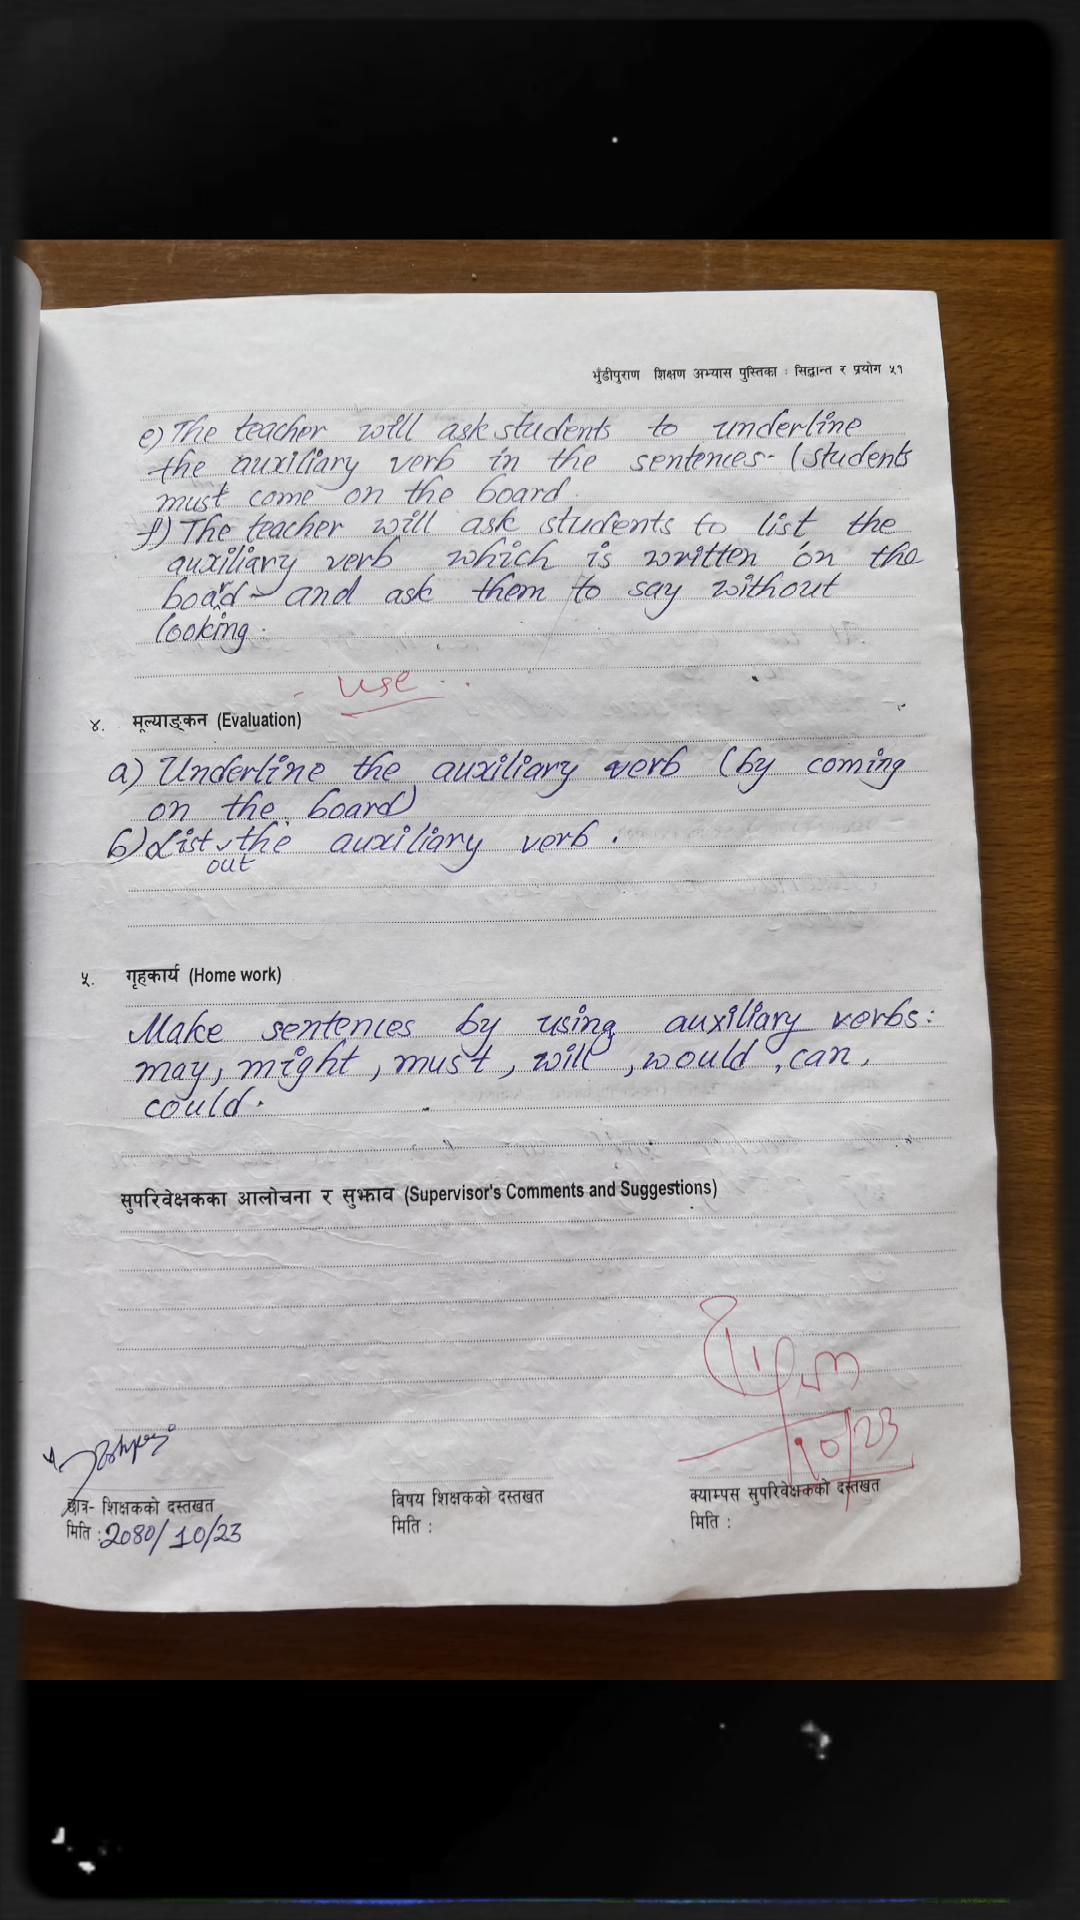 भुँडीपुराण शिक्षण अभ्यास पुस्तिका : सिद्धान्त र प्रयोग ५१
e) The teacher will ask students to underline
the auxiliary verb in the sentences. (students
must come on the board.
f) The teacher will ask students to list the
auxiliary verb which is written on the
board and ask them to say without
looking.
use
४. मूल्याङ्कन (Evaluation)
a) Underline the auxiliary verb (by coming
on the board)
b) List the auxiliary verb.
out
५. गृहकार्य (Home work)
Make sentences by using auxiliary verbs:
may, might, must, will, would, can,
could.
सुपरिवेक्षकका आलोचना र सुझाव (Supervisor's Comments and Suggestions)
10/23
छात्र- शिक्षकको दस्तखत
मिति : 2080/10/23
विषय शिक्षकको दस्तखत
मिति :
क्याम्पस सुपरिवेक्षकको दस्तखत
मिति :